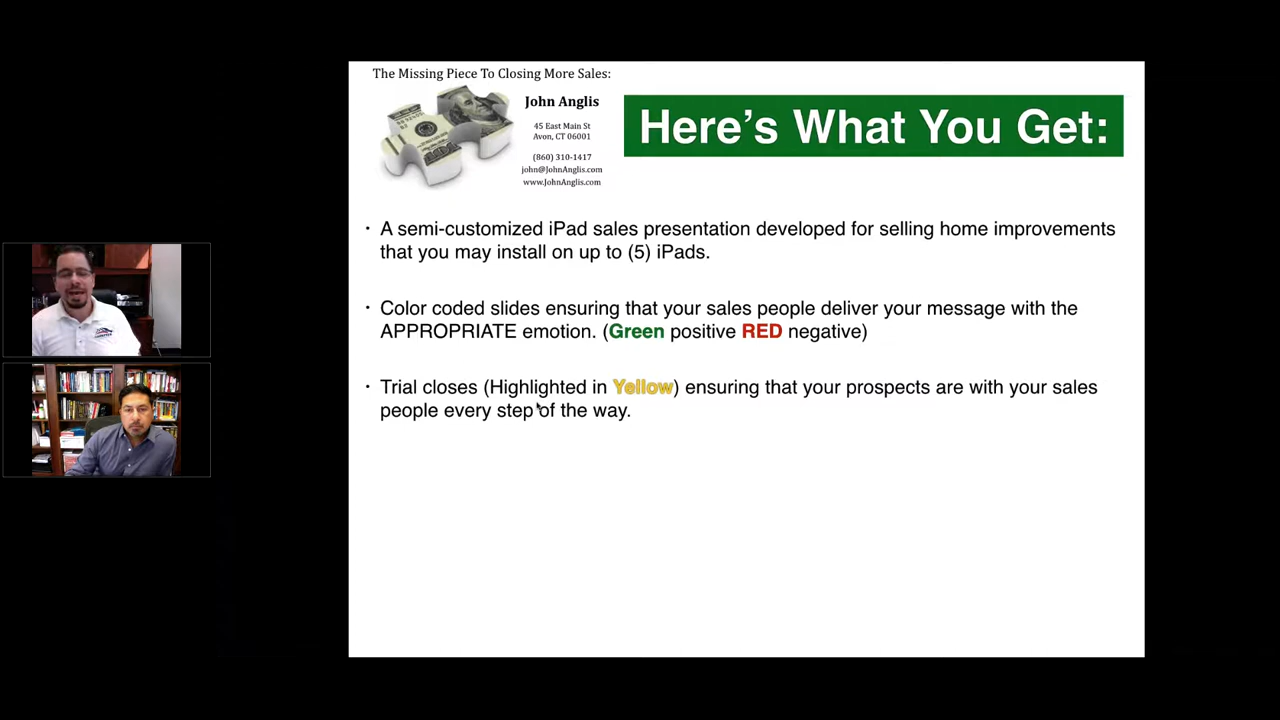 The Missing Piece To Closing More Sales:
John Anglis
45 East Main St
Avon, CT 06001
(860) 310-1417
john@JohnAnglis.com
www.JohnAnglis.com
Here's What You Get:
· A semi-customized iPad sales presentation developed for selling home improvements
that you may install on up to (5) iPads.
· Color coded slides ensuring that your sales people deliver your message with the
APPROPRIATE emotion. (Green positive RED negative)
· Trial closes (Highlighted in Yellow) ensuring that your prospects are with your sales
people every step of the way.